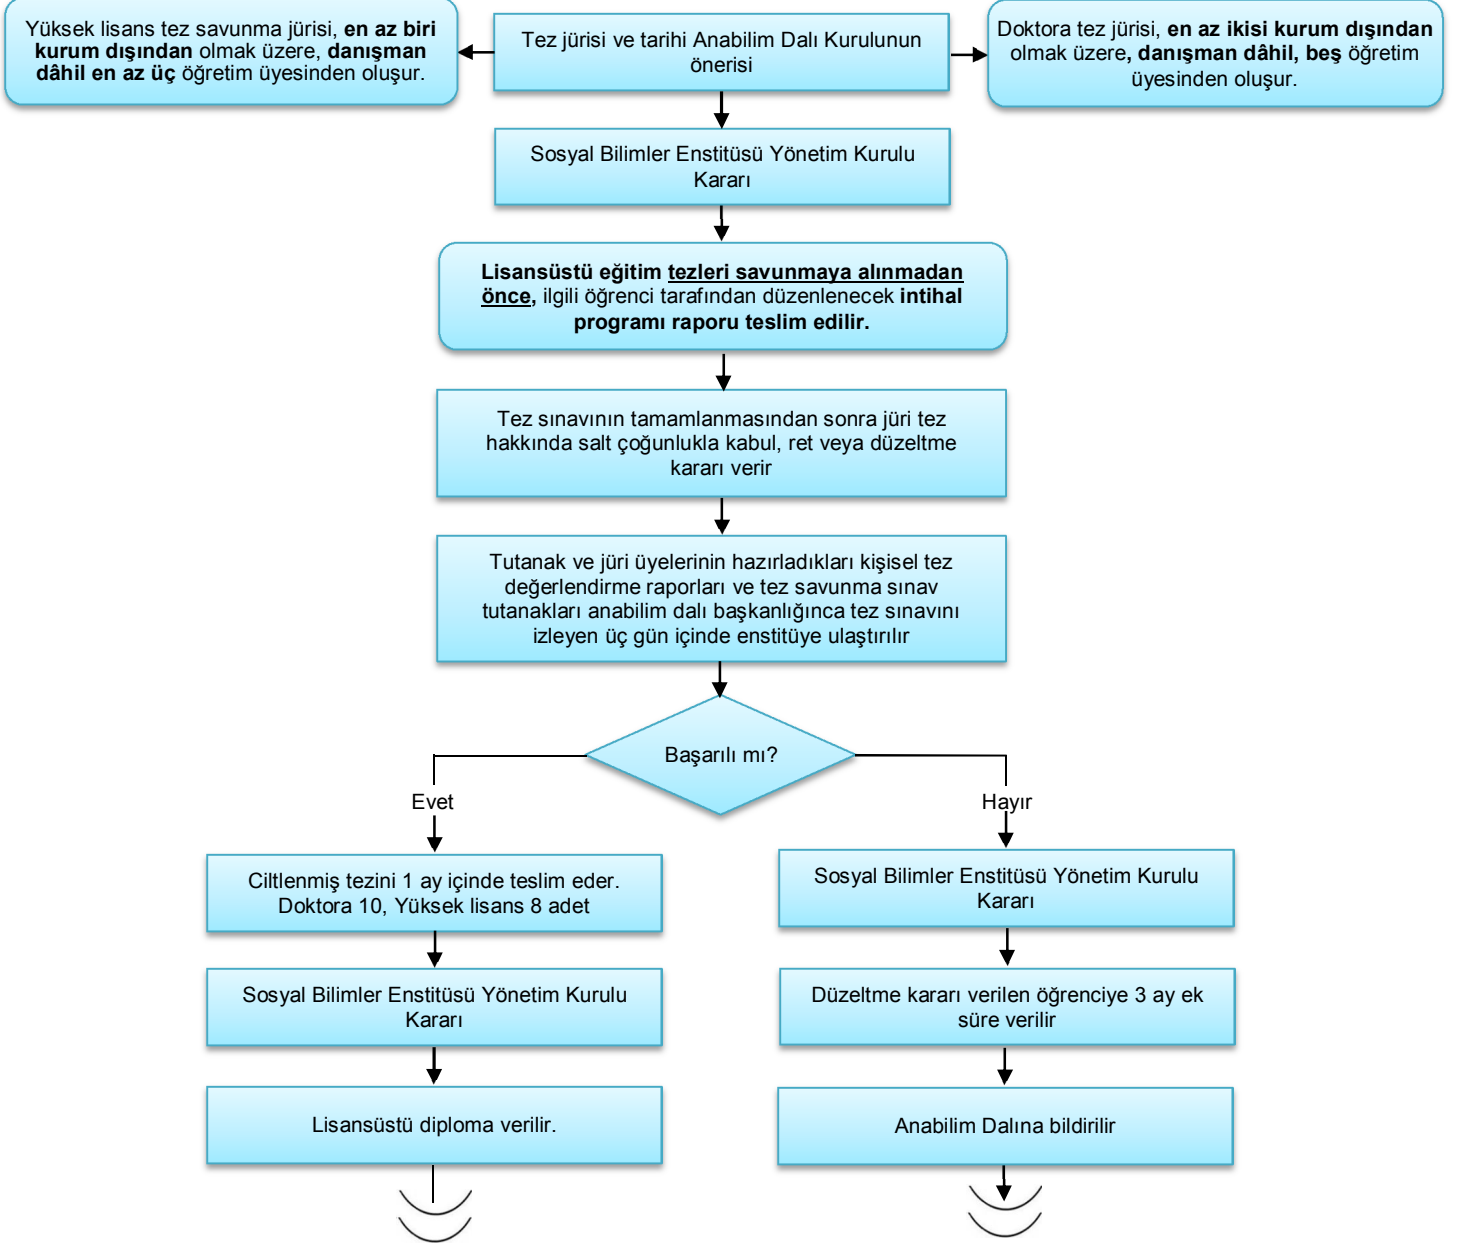 Yüksek lisans tez savunma jürisi, en az biri
kurum dışından olmak üzere, danışman
dâhil en az üç öğretim üyesinden oluşur.
Tez jürisi ve tarihi Anabilim Dalı Kurulunun
önerisi
Doktora tez jürisi, en az ikisi kurum dışından
olmak üzere, danışman dâhil, beş öğretim
üyesinden oluşur.
Sosyal Bilimler Enstitüsü Yönetim Kurulu
Kararı
Lisansüstü eğitim tezleri savunmaya alınmadan
önce, ilgili öğrenci tarafından düzenlenecek intihal
programı raporu teslim edilir.
Tez sınavının tamamlanmasından sonra jüri tez
hakkında salt çoğunlukla kabul, ret veya düzeltme
kararı verir
Tutanak ve jüri üyelerinin hazırladıkları kişisel tez
değerlendirme raporları ve tez savunma sınav
tutanakları anabilim dalı başkanlığınca tez sınavını
izleyen üç gün içinde enstitüye ulaştırılır
Başarılı mı?
Evet
Hayır
Ciltlenmiş tezini 1 ay içinde teslim eder.
Doktora 10, Yüksek lisans 8 adet
Sosyal Bilimler Enstitüsü Yönetim Kurulu
Kararı
Sosyal Bilimler Enstitüsü Yönetim Kurulu
Kararı
Düzeltme kararı verilen öğrenciye 3 ay ek
süre verilir
Lisansüstü diploma verilir.
Anabilim Dalına bildirilir